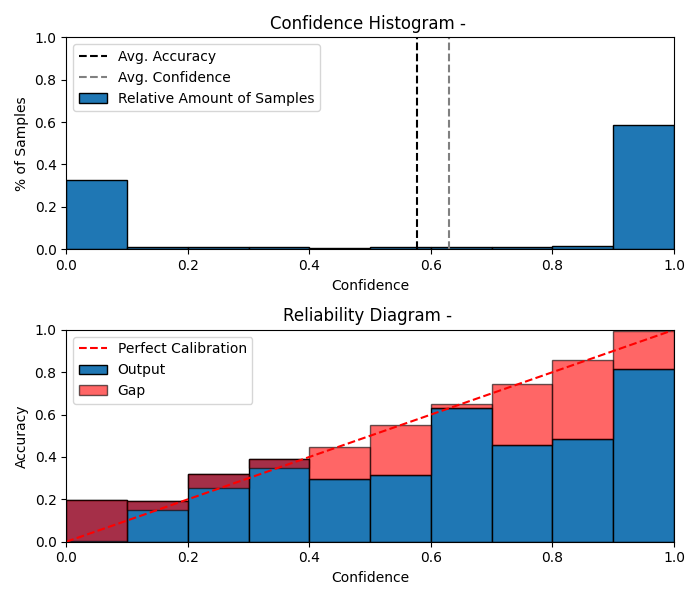 Confidence Histogram -
1.0
0.8
0.6
0.4
0.2
0.0
% of Samples
Avg. Accuracy
Avg. Confidence
Relative Amount of Samples
0.0 0.2 0.4 0.6 0.8 1.0
Confidence
Reliability Diagram -
1.0
0.8
0.6
0.4
0.2
0.0
Accuracy
Perfect Calibration
Output
Gap
0.0 0.2 0.4 0.6 0.8 1.0
Confidence